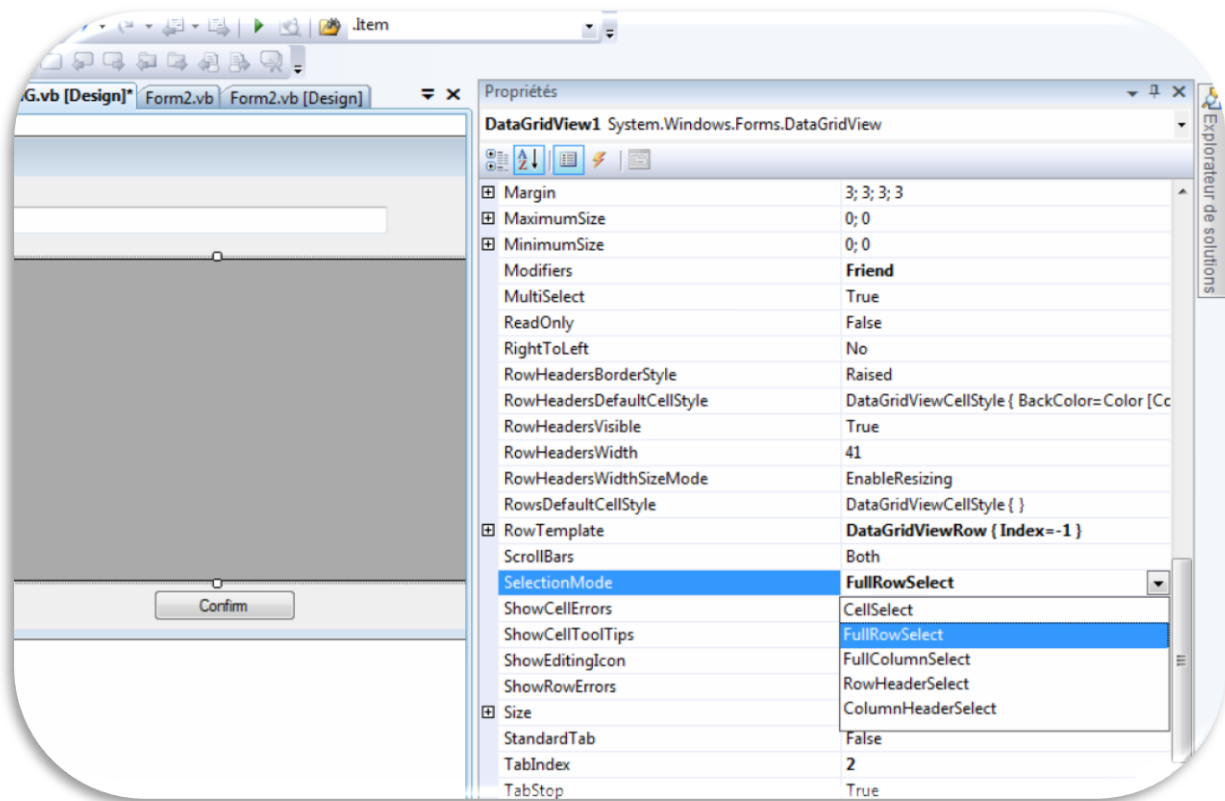 .Item
G.vb [Design]* Form2.vb Form2.vb [Design]
Confirm
Propriétés
DataGridView1 System.Windows.Forms.DataGridView
Margin 3; 3; 3; 3
MaximumSize 0; 0
MinimumSize 0; 0
Modifiers Friend
MultiSelect True
ReadOnly False
RightToLeft No
RowHeadersBorderStyle Raised
RowHeadersDefaultCellStyle DataGridViewCellStyle { BackColor=Color [Cc
RowHeadersVisible True
RowHeadersWidth 41
RowHeadersWidthSizeMode EnableResizing
RowsDefaultCellStyle DataGridViewCellStyle { }
RowTemplate DataGridViewRow { Index=-1 }
ScrollBars Both
SelectionMode FullRowSelect
ShowCellErrors CellSelect
ShowCellToolTips FullRowSelect
ShowEditingIcon FullColumnSelect
ShowRowErrors RowHeaderSelect
Size ColumnHeaderSelect
StandardTab False
TabIndex 2
TabStop True
Explorateur de solutions